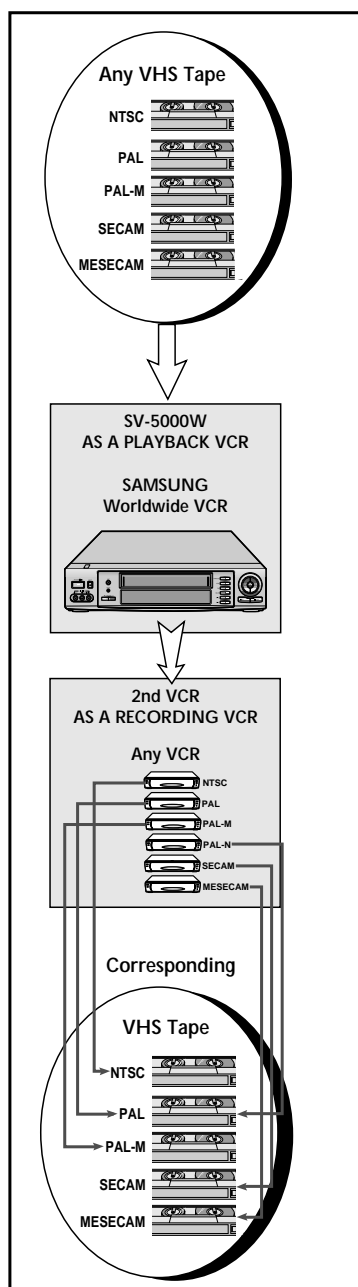 Any VHS Tape
NTSC
PAL
PAL-M
SECAM
MESECAM
SV-5000W
AS A PLAYBACK VCR
SAMSUNG
Worldwide VCR
2nd VCR
AS A RECORDING VCR
Any VCR
NTSC
PAL
PAL-M
PAL-N
SECAM
MESECAM
Corresponding
VHS Tape
NTSC
PAL
PAL-M
SECAM
MESECAM